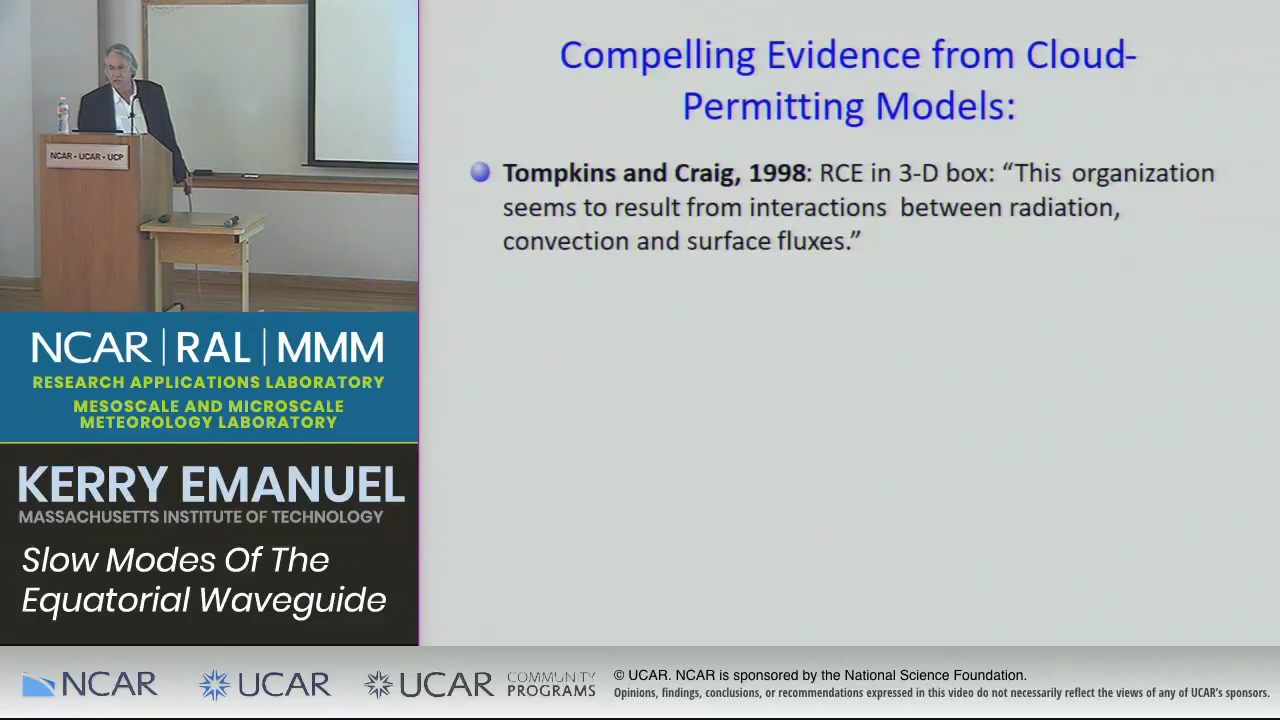 Compelling Evidence from Cloud-
Permitting Models:
Tompkins and Craig, 1998: RCE in 3-D box: “This organization
seems to result from interactions between radiation,
convection and surface fluxes.”
NCAR • UCAR • UCP
NCAR | RAL | MMM
RESEARCH APPLICATIONS LABORATORY
MESOSCALE AND MICROSCALE
METEOROLOGY LABORATORY
KERRY EMANUEL
MASSACHUSETTS INSTITUTE OF TECHNOLOGY
Slow Modes Of The
Equatorial Waveguide
NCAR
UCAR
UCAR
COMMUNITY
PROGRAMS
© UCAR. NCAR is sponsored by the National Science Foundation.
Opinions, findings, conclusions, or recommendations expressed in this video do not necessarily reflect the views of any of UCAR's sponsors.